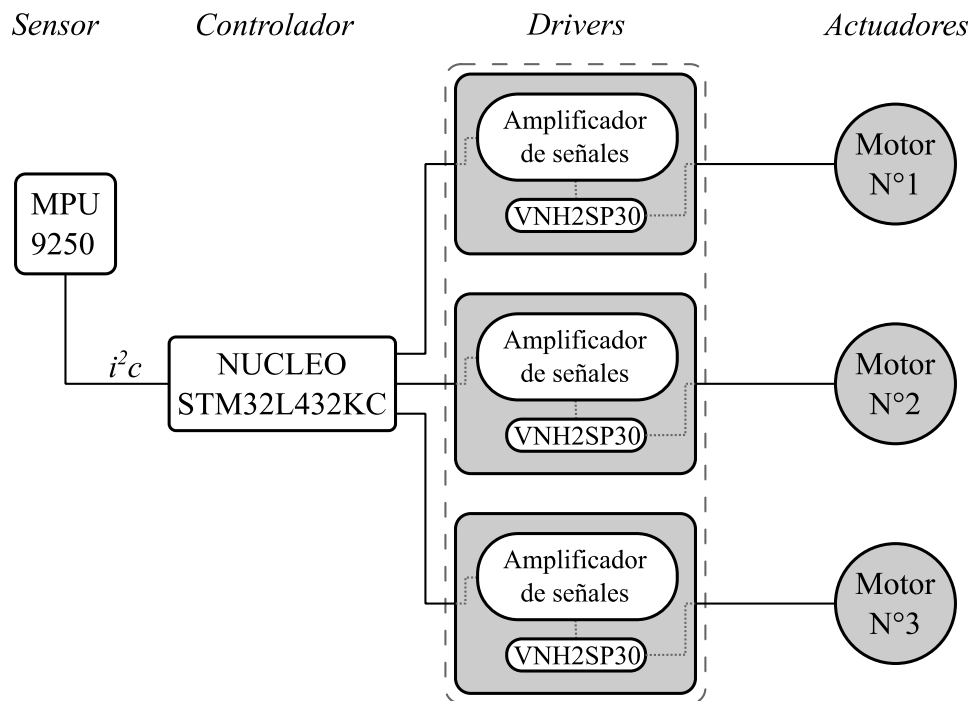 Sensor
Controlador
Drivers
Actuadores
MPU
9250
i²c
NUCLEO
STM32L432KC
Amplificador
de señales
VNH2SP30
Motor
N°1
Amplificador
de señales
VNH2SP30
Motor
N°2
Amplificador
de señales
VNH2SP30
Motor
N°3